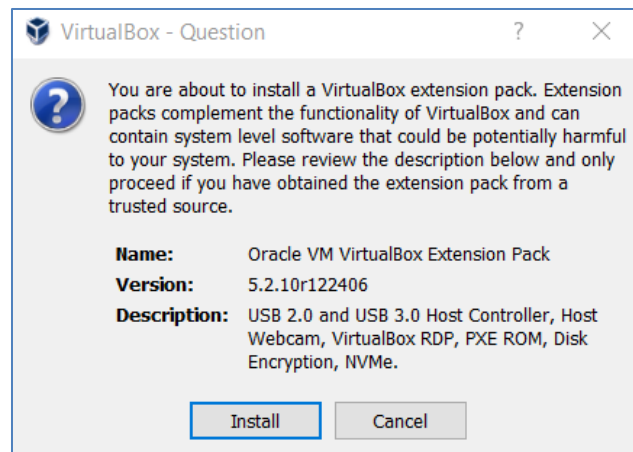 VirtualBox - Question
?
You are about to install a VirtualBox extension pack. Extension
packs complement the functionality of VirtualBox and can
contain system level software that could be potentially harmful
to your system. Please review the description below and only
proceed if you have obtained the extension pack from a
trusted source.
Name: Oracle VM VirtualBox Extension Pack
Version: 5.2.10r122406
Description: USB 2.0 and USB 3.0 Host Controller, Host
Webcam, VirtualBox RDP, PXE ROM, Disk
Encryption, NVMe.
Install Cancel